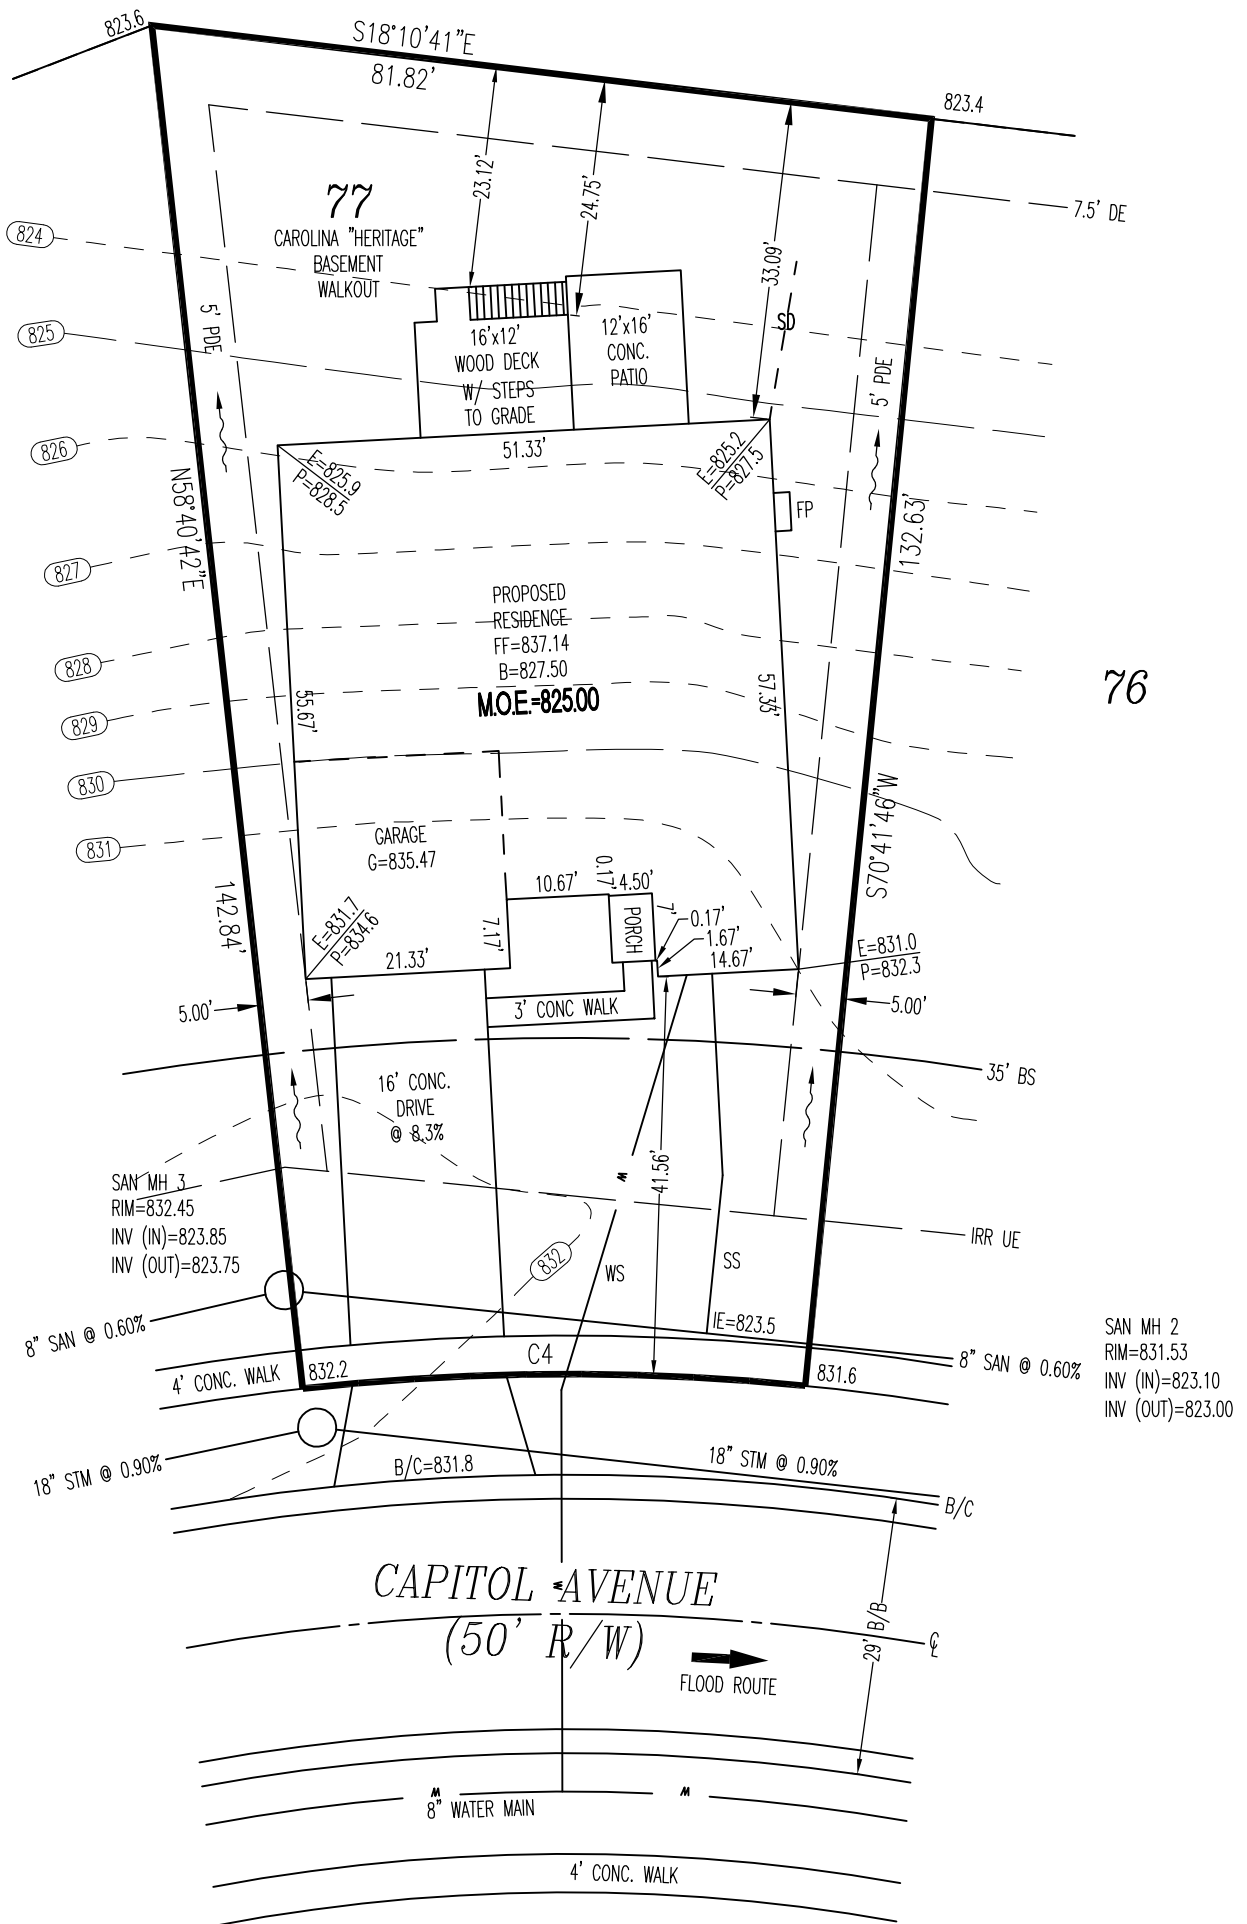 823.6
S18°10'41"E
81.82'
823.4
7.5' DE
23.12'
24.75'
33.09'
77
CAROLINA "HERITAGE"
BASEMENT
WALKOUT
824
825
826
827
828
829
830
831
5' PDE
16'x12'
WOOD DECK
W/ STEPS
TO GRADE
12'x16'
CONC.
PATIO
SD
5' PDE
51.33'
E=825.9
P=828.5
E=825.2
P=827.5
FP
N58°40'42"E
132.63'
PROPOSED
RESIDENCE
FF=837.14
B=827.50
M.O.E.=825.00
55.67'
57.35'
76
GARAGE
G=835.47
S70°41'46"W
142.84'
10.67'
0.17'
4.50'
PORCH
7'
0.17'
1.67'
14.67'
7.17'
E=831.7
P=834.6
21.33'
E=831.0
P=832.3
5.00'
5.00'
3' CONC WALK
35' BS
16' CONC.
DRIVE
@ 8.3%
41.56'
W
SAN MH 3
RIM=832.45
INV (IN)=823.85
INV (OUT)=823.75
IRR UE
832
WS
SS
IE=823.5
8" SAN @ 0.60%
8" SAN @ 0.60%
SAN MH 2
RIM=831.53
INV (IN)=823.10
INV (OUT)=823.00
4' CONC. WALK
832.2
C4
831.6
18" STM @ 0.90%
B/C=831.8
18" STM @ 0.90%
B/C
CAPITOL AVENUE
W
(50' R/W)
FLOOD ROUTE
29' B/B
CL
W
W
8" WATER MAIN
4' CONC. WALK